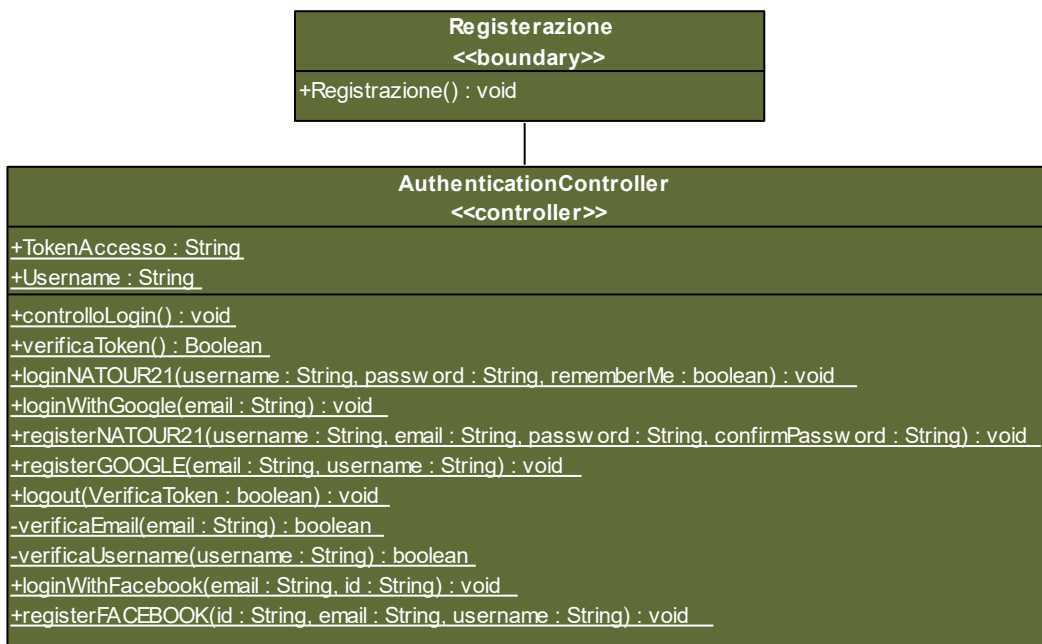 Registerazione
<<boundary>>
+Registrazione() : void
AuthenticationController
<<controller>>
+TokenAccesso : String
+Username : String
+controlloLogin() : void
+verificaToken() : Boolean
+loginNATOUR21(username : String, password : String, rememberMe : boolean) : void
+loginWithGoogle(email : String) : void
+registerNATOUR21(username : String, email : String, password : String, confirmPassword : String) : void
+registerGOOGLE(email : String, username : String) : void
+logout(VerificaToken : boolean) : void
-verificaEmail(email : String) : boolean
-verificaUsername(username : String) : boolean
+loginWithFacebook(email : String, id : String) : void
+registerFACEBOOK(id : String, email : String, username : String) : void